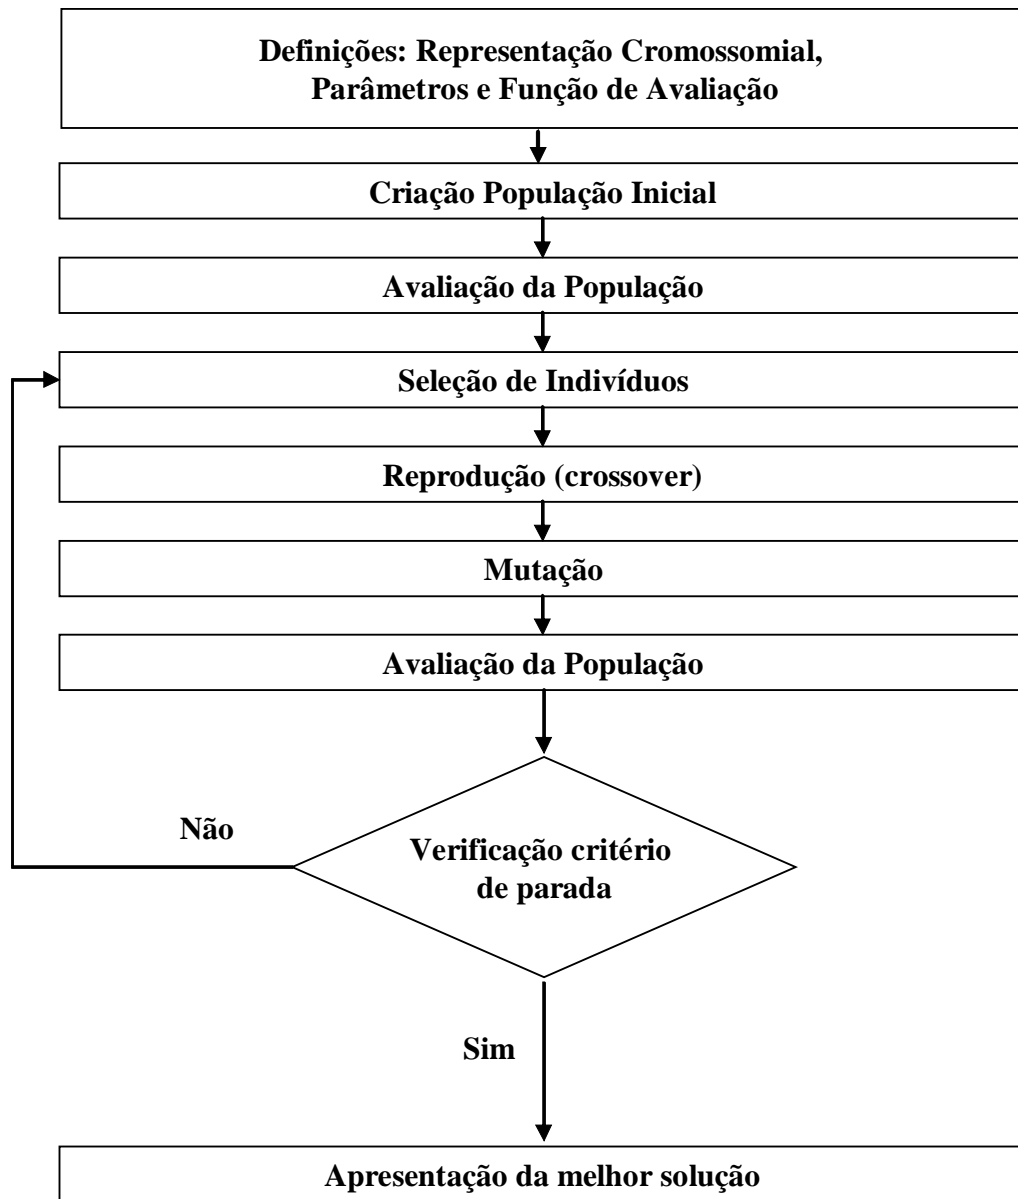 Definições: Representação Cromossomial,
Parâmetros e Função de Avaliação
Criação População Inicial
Avaliação da População
Seleção de Indivíduos
Reprodução (crossover)
Mutação
Avaliação da População
Não
Verificação critério
de parada
Sim
Apresentação da melhor solução